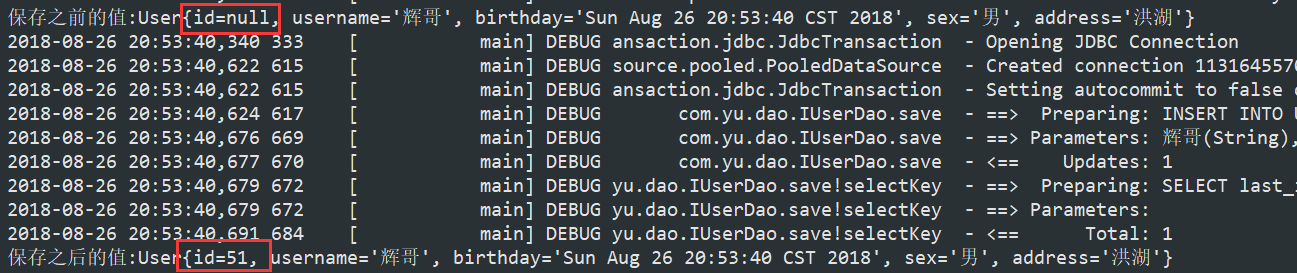 保存之前的值:User{id=null, username='辉哥', birthday='Sun Aug 26 20:53:40 CST 2018', sex='男', address='洪湖'}
2018-08-26 20:53:40,340 333    [           main] DEBUG ansaction.jdbc.JdbcTransaction  - Opening JDBC Connection
2018-08-26 20:53:40,622 615    [           main] DEBUG source.pooled.PooledDataSource  - Created connection 1131645570
2018-08-26 20:53:40,622 615    [           main] DEBUG ansaction.jdbc.JdbcTransaction  - Setting autocommit to false
2018-08-26 20:53:40,624 617    [           main] DEBUG          com.yu.dao.IUserDao.save  - ==>  Preparing: INSERT INTO
2018-08-26 20:53:40,676 669    [           main] DEBUG          com.yu.dao.IUserDao.save  - ==> Parameters: 辉哥(String),
2018-08-26 20:53:40,677 670    [           main] DEBUG          com.yu.dao.IUserDao.save  - <==    Updates: 1
2018-08-26 20:53:40,679 672    [           main] DEBUG yu.dao.IUserDao.save!selectKey  - ==>  Preparing: SELECT
2018-08-26 20:53:40,679 672    [           main] DEBUG yu.dao.IUserDao.save!selectKey  - ==> Parameters:
2018-08-26 20:53:40,691 684    [           main] DEBUG yu.dao.IUserDao.save!selectKey  - <==      Total: 1
保存之后的值:User{id=51, username='辉哥', birthday='Sun Aug 26 20:53:40 CST 2018', sex='男', address='洪湖'}